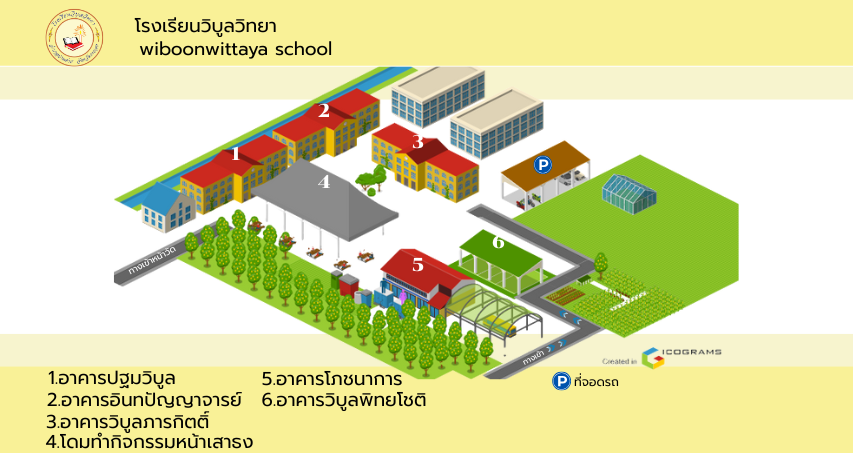 โรงเรียนวิบูลวิทยา
wiboonwittaya school
2
1
3
P
4
6
ทางเข้าหน้าวัด
5
ทางเข้า
Created in
ICOGRAMS
1.อาคารปฐมวิบูล
2.อาคารอินทปัญญาจารย์
3.อาคารวิบูลภารกิตติ์
4.โดมทำกิจกรรมหน้าเสาธง
5.อาคารโภชนาการ
6.อาคารวิบูลพิทยโชติ
P ที่จอดรถ